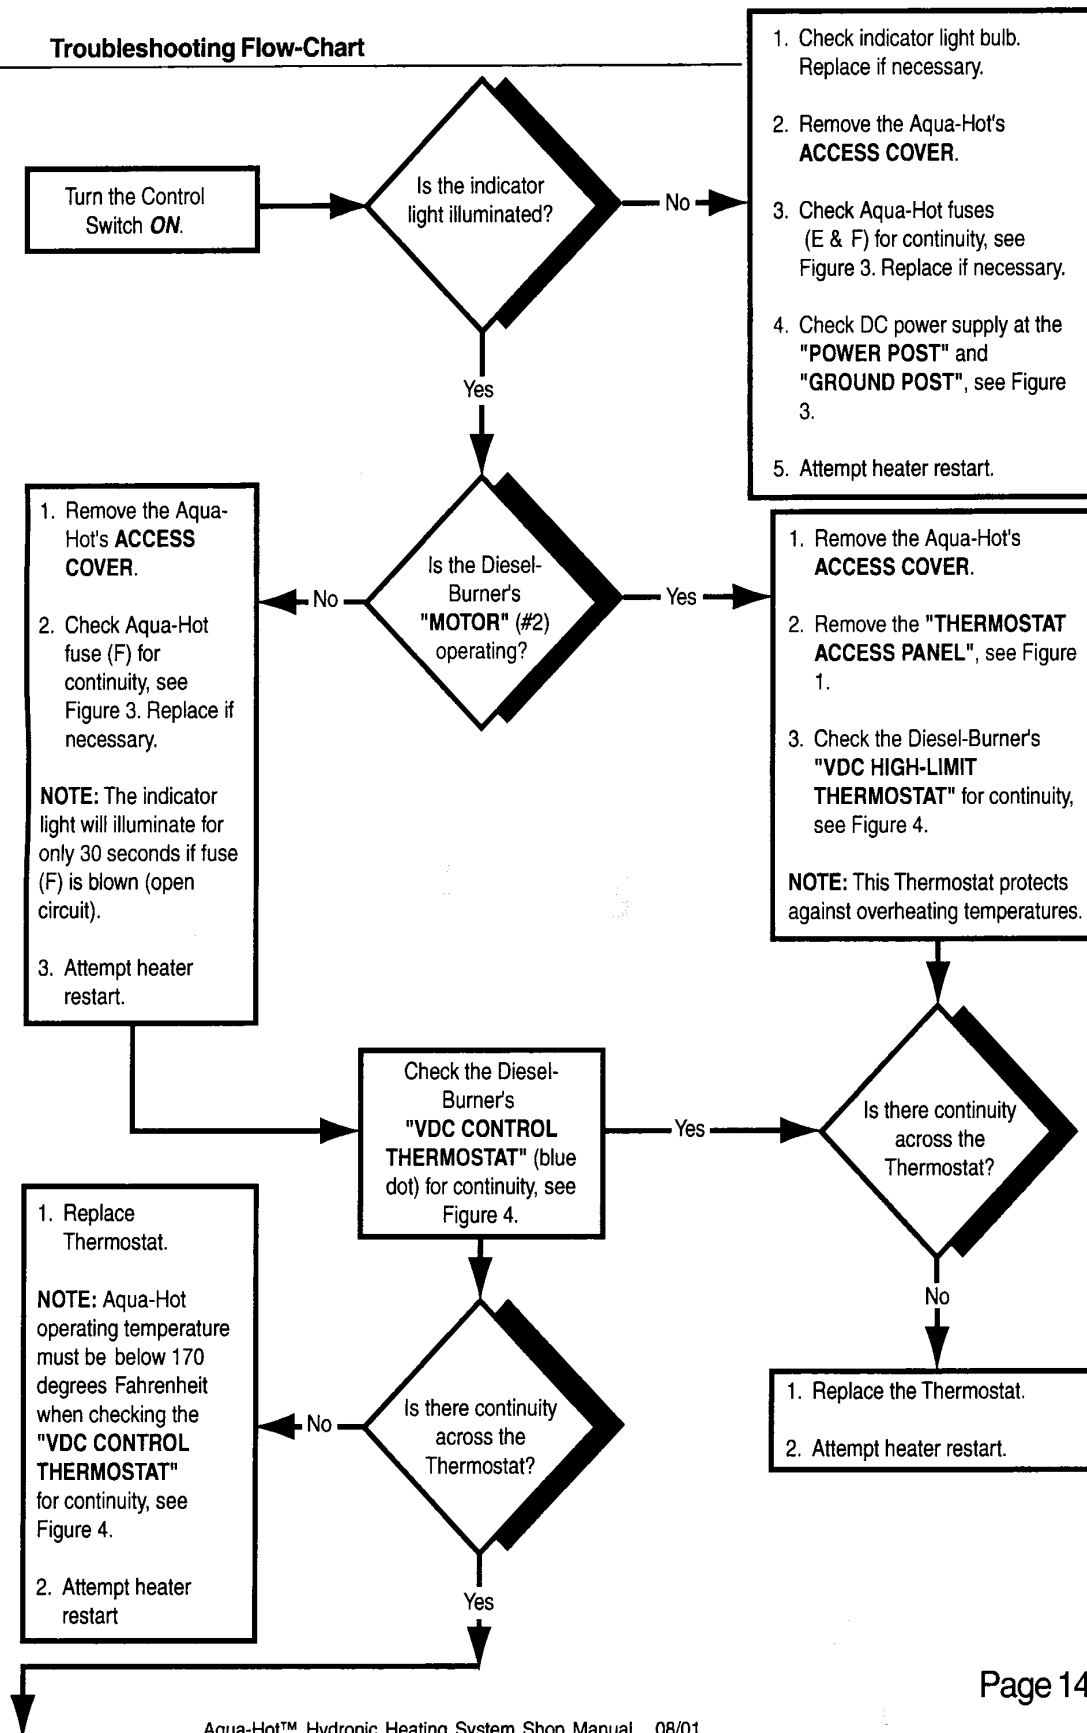 Troubleshooting Flow-Chart
Turn the Control
Switch ON.
Is the indicator
light illuminated?
No
1. Check indicator light bulb.
Replace if necessary.
2. Remove the Aqua-Hot's
ACCESS COVER.
3. Check Aqua-Hot fuses
(E & F) for continuity, see
Figure 3. Replace if necessary.
4. Check DC power supply at the
"POWER POST" and
"GROUND POST", see Figure
3.
5. Attempt heater restart.
Yes
Is the Diesel-
Burner's
"MOTOR" (#2)
operating?
No
1. Remove the Aqua-
Hot's ACCESS
COVER.
2. Check Aqua-Hot
fuse (F) for
continuity, see
Figure 3. Replace if
necessary.
NOTE: The indicator
light will illuminate for
only 30 seconds if fuse
(F) is blown (open
circuit).
3. Attempt heater
restart.
Yes
1. Remove the Aqua-Hot's
ACCESS COVER.
2. Remove the "THERMOSTAT
ACCESS PANEL", see Figure
1.
3. Check the Diesel-Burner's
"VDC HIGH-LIMIT
THERMOSTAT" for continuity,
see Figure 4.
NOTE: This Thermostat protects
against overheating temperatures.
Check the Diesel-
Burner's
"VDC CONTROL
THERMOSTAT" (blue
dot) for continuity, see
Figure 4.
Yes
Is there continuity
across the
Thermostat?
No
1. Replace the Thermostat.
2. Attempt heater restart.
Is there continuity
across the
Thermostat?
No
1. Replace
Thermostat.
NOTE: Aqua-Hot
operating temperature
must be below 170
degrees Fahrenheit
when checking the
"VDC CONTROL
THERMOSTAT"
for continuity, see
Figure 4.
2. Attempt heater
restart
Yes
Page 14
Aqua-Hot™ Hydronic Heating System Shop Manual 08/01